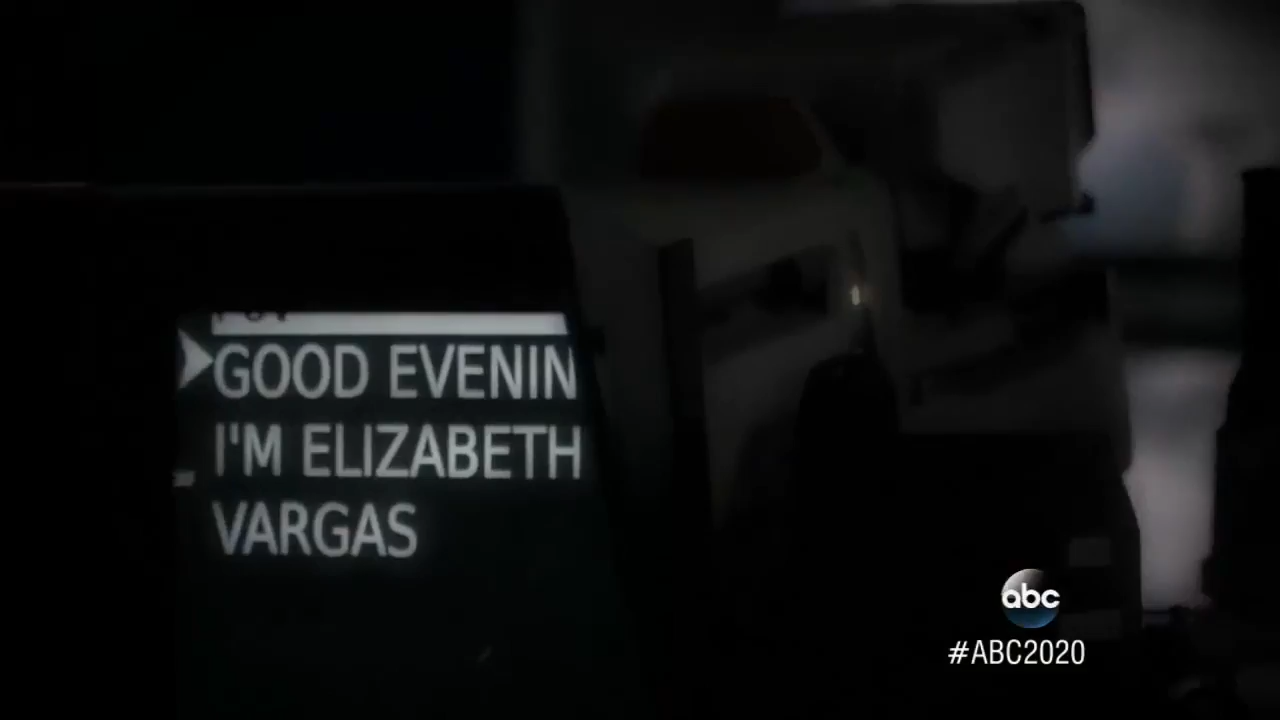 GOOD EVENIN
I'M ELIZABETH
VARGAS
abc
#ABC2020